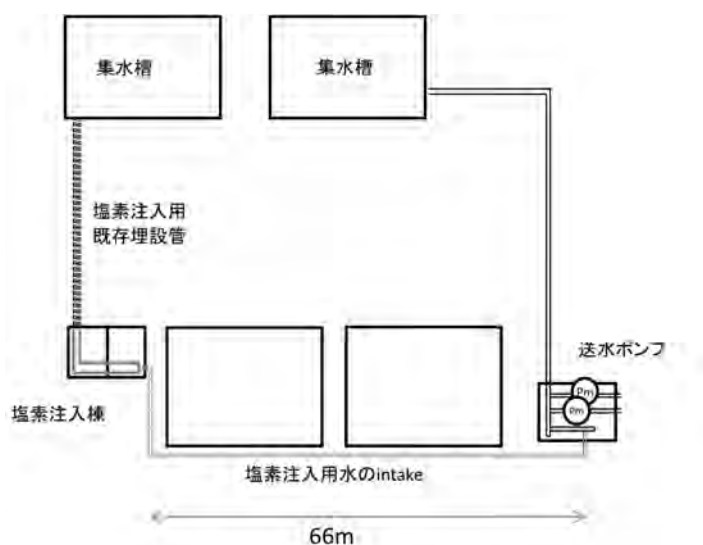 集水槽
集水槽
塩素注入用
既存埋設管
送水ポンプ
Pm
Pm
塩素注入棟
塩素注入用水のintake
66m